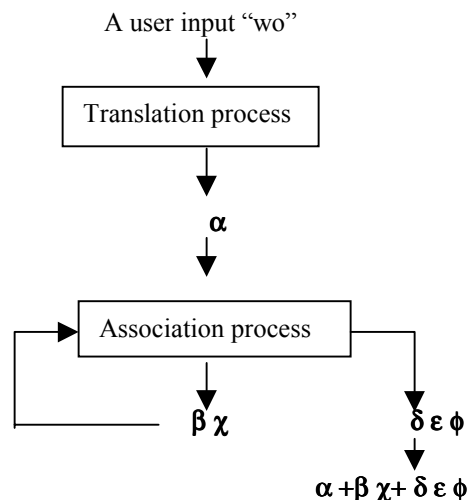 A user input “wo”
Translation process
α
Association process
β χ
δ ε ϕ
α +β χ+ δ ε ϕ